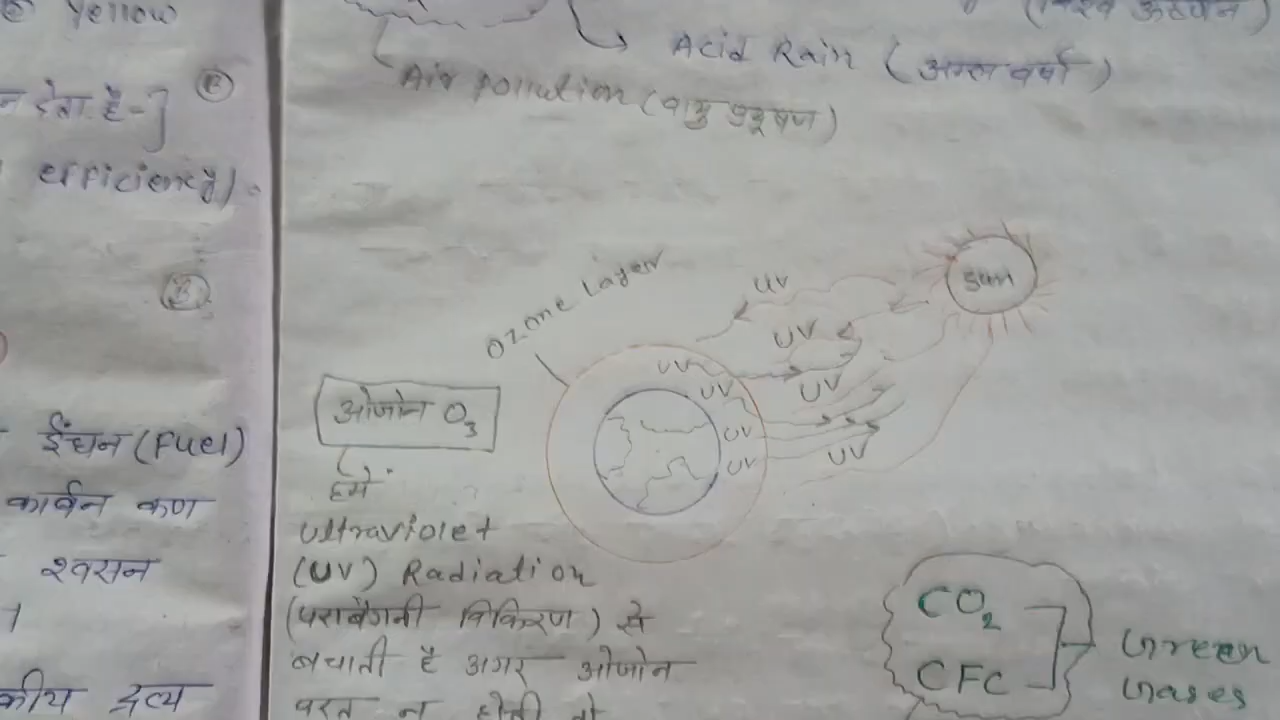 Yellow
न देता है-]
efficiency).
ईंधन (Fuel)
कार्बन कण
श्वसन
कीय द्रव्य
Acid Rain (अम्ल वर्षा)
Air pollution (वायु प्रदूषण)
Ozone Layer
Sun
UV
UV
UV
UV
UV
UV
UV
UV
ओजोन O₃
हमे
Ultraviolet
(UV) Radiation
(पराबैंगनी विकिरण) से
बचाती है अगर ओजोन
परत न होती तो
CO₂
CFC
Green
Gases